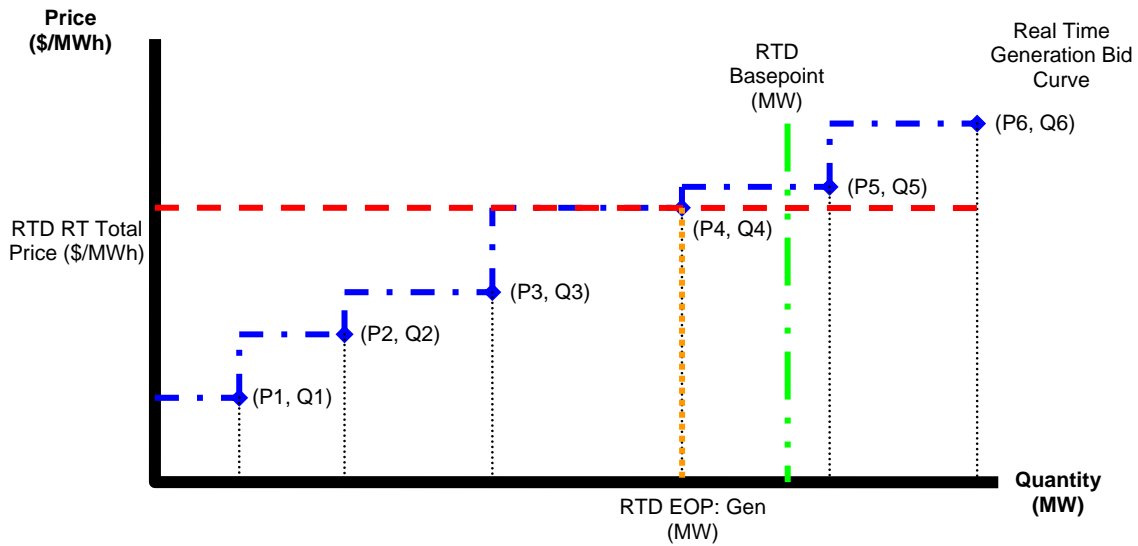 Price
($/MWh)
RTD
Basepoint
(MW)
Real Time
Generation Bid
Curve
(P6, Q6)
(P5, Q5)
RTD RT Total
Price ($/MWh)
(P4, Q4)
(P3, Q3)
(P2, Q2)
(P1, Q1)
RTD EOP: Gen
(MW)
Quantity
(MW)